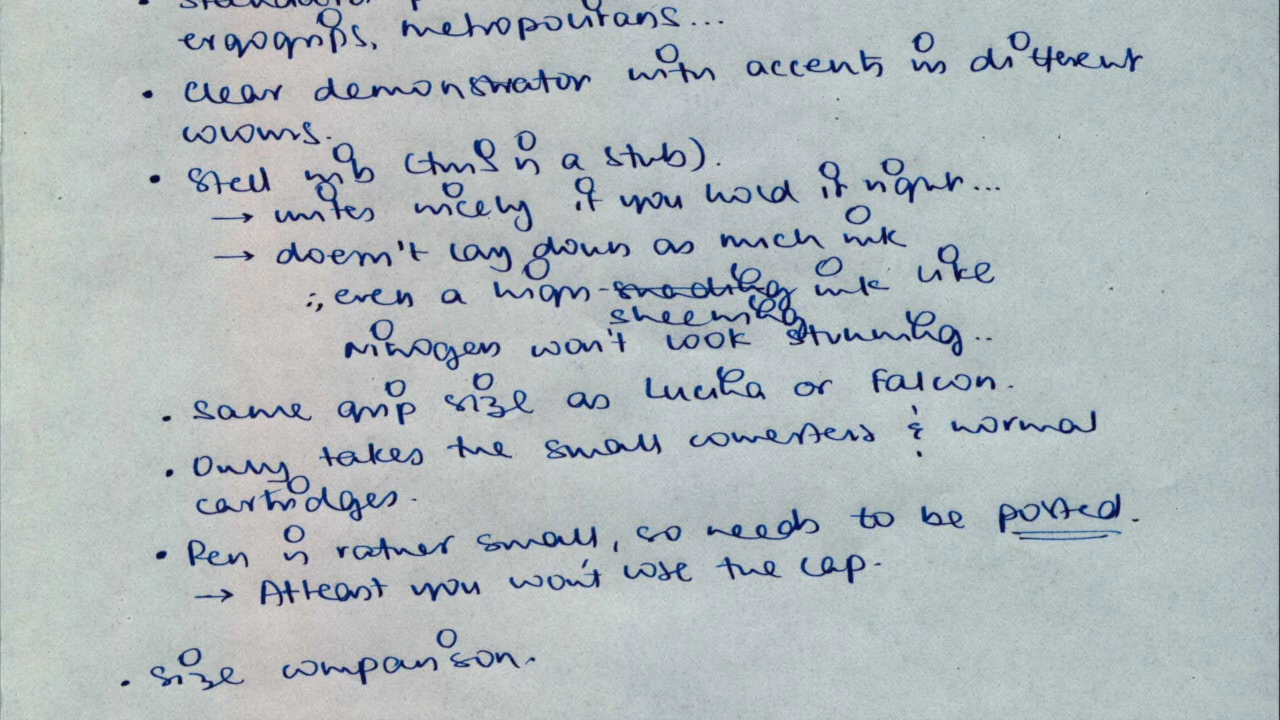 • standard p
ergogrips, metropolitans...
• Clear demonstrator with accents in different
colours.
• Steel nib (this is a stub).
→ writes nicely if you hold it right...
→ doesn't lay down as much ink
∴, even a high-shading ink like
sheening
Nitrogen won't look stunning..
• Same grip size as Lucina or Falcon.
• Only takes the small converters & normal
cartridges.
• Pen is rather small, so needs to be posted.
→ Atleast you won't lose the cap.
• Size comparison.